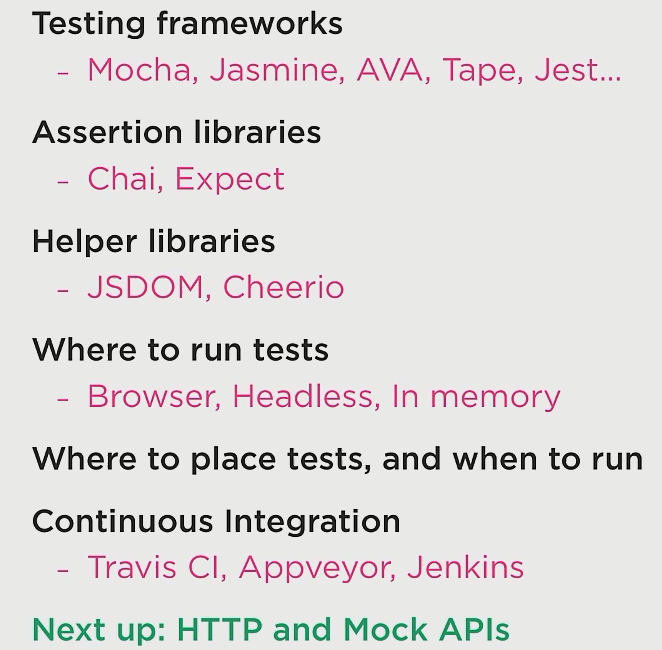 Testing frameworks
– Mocha, Jasmine, AVA, Tape, Jest...
Assertion libraries
– Chai, Expect
Helper libraries
– JSDOM, Cheerio
Where to run tests
– Browser, Headless, In memory
Where to place tests, and when to run
Continuous Integration
– Travis CI, Appveyor, Jenkins
Next up: HTTP and Mock APIs